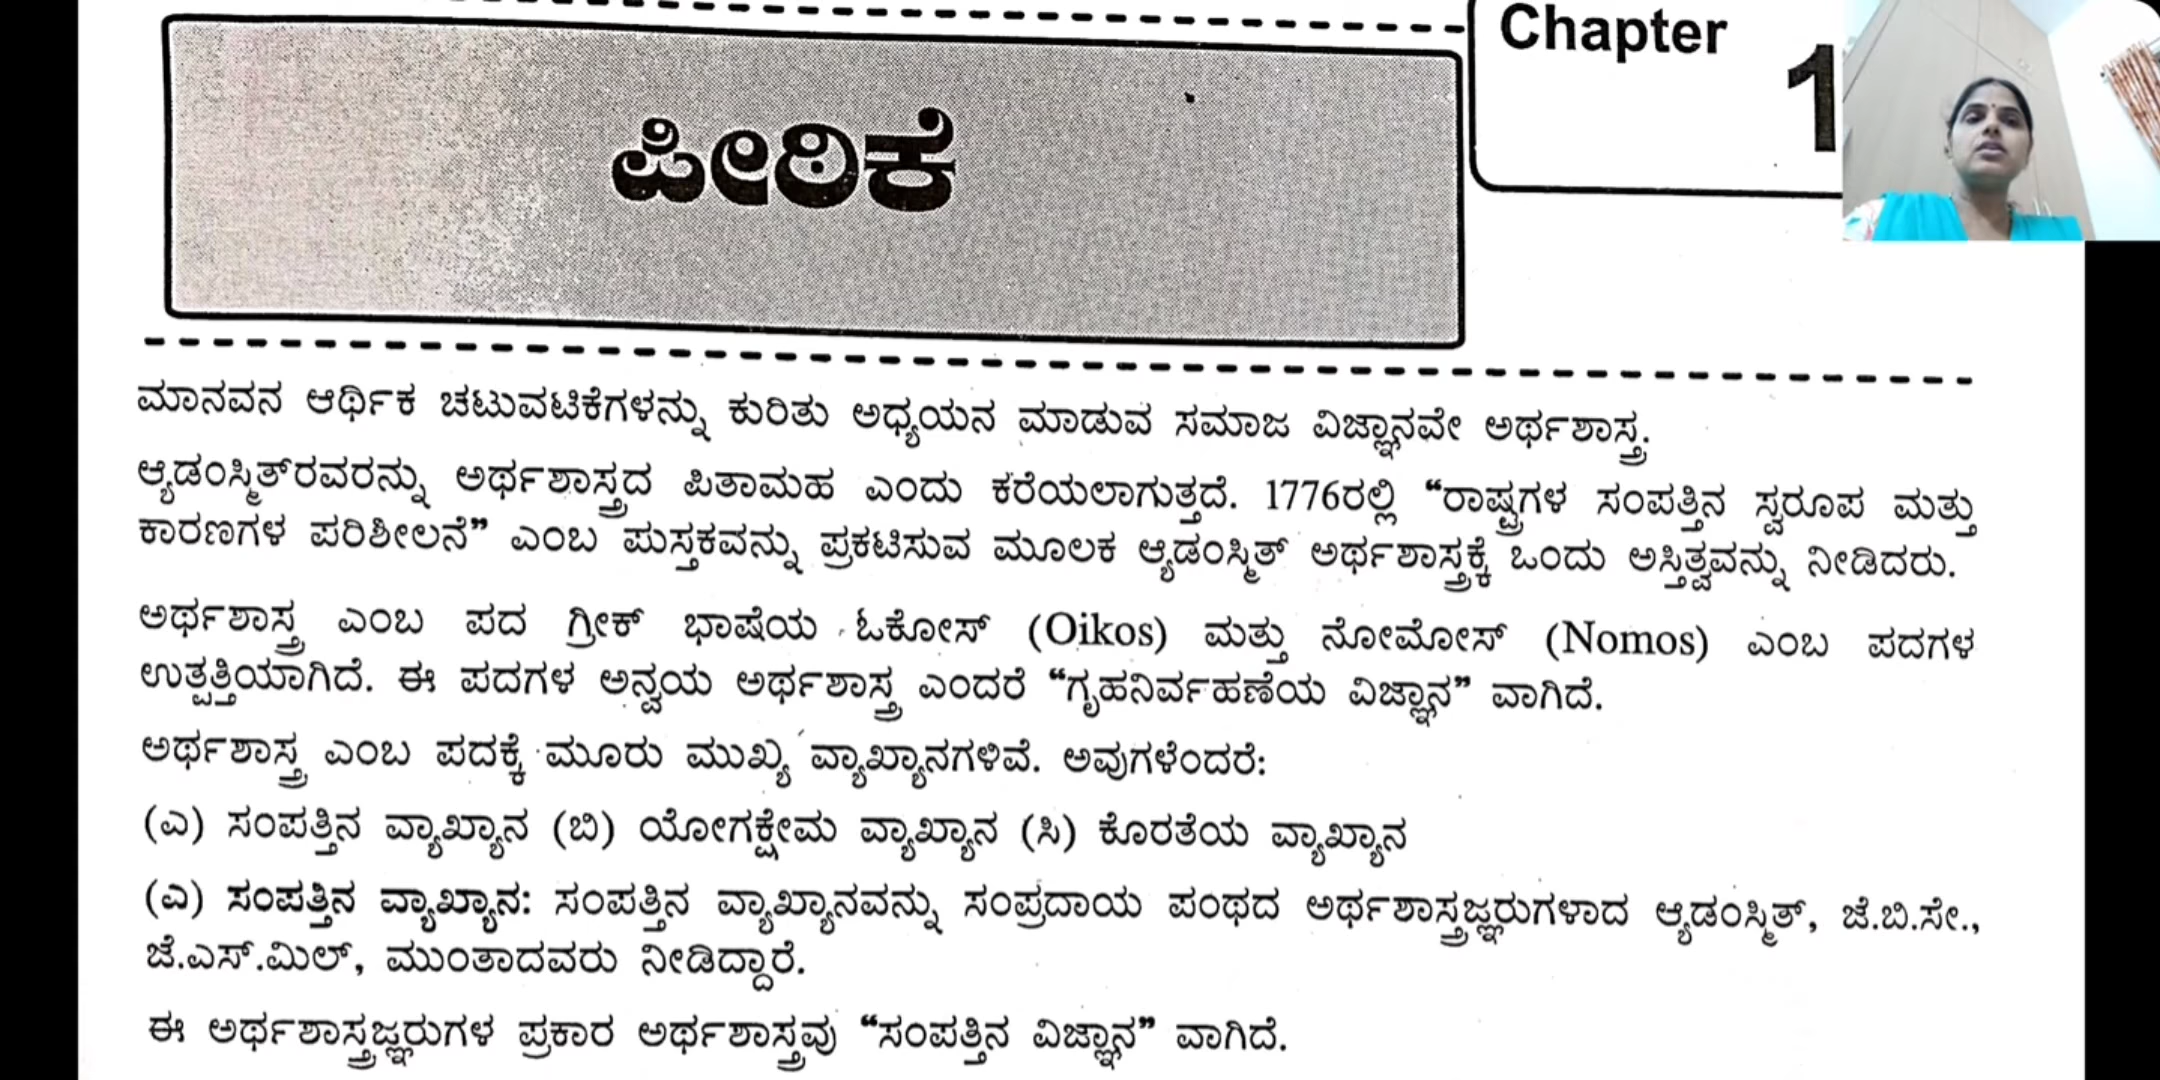 Chapter
1
ಪೀಠಿಕೆ
ಮಾನವನ ಆರ್ಥಿಕ ಚಟುವಟಿಕೆಗಳನ್ನು ಕುರಿತು ಅಧ್ಯಯನ ಮಾಡುವ ಸಮಾಜ ವಿಜ್ಞಾನವೇ ಅರ್ಥಶಾಸ್ತ್ರ.
ಆ್ಯಡಂಸ್ಮಿತ್‌ರವರನ್ನು ಅರ್ಥಶಾಸ್ತ್ರದ ಪಿತಾಮಹ ಎಂದು ಕರೆಯಲಾಗುತ್ತದೆ. 1776ರಲ್ಲಿ “ರಾಷ್ಟ್ರಗಳ ಸಂಪತ್ತಿನ ಸ್ವರೂಪ ಮತ್ತು
ಕಾರಣಗಳ ಪರಿಶೀಲನೆ” ಎಂಬ ಪುಸ್ತಕವನ್ನು ಪ್ರಕಟಿಸುವ ಮೂಲಕ ಆ್ಯಡಂಸ್ಮಿತ್ ಅರ್ಥಶಾಸ್ತ್ರಕ್ಕೆ ಒಂದು ಅಸ್ತಿತ್ವವನ್ನು ನೀಡಿದರು.
ಅರ್ಥಶಾಸ್ತ್ರ ಎಂಬ ಪದ ಗ್ರೀಕ್ ಭಾಷೆಯ ಓಕೋಸ್ (Oikos) ಮತ್ತು ನೋಮೋಸ್ (Nomos) ಎಂಬ ಪದಗಳ
ಉತ್ಪತ್ತಿಯಾಗಿದೆ. ಈ ಪದಗಳ ಅನ್ವಯ ಅರ್ಥಶಾಸ್ತ್ರ ಎಂದರೆ “ಗೃಹನಿರ್ವಹಣೆಯ ವಿಜ್ಞಾನ” ವಾಗಿದೆ.
ಅರ್ಥಶಾಸ್ತ್ರ ಎಂಬ ಪದಕ್ಕೆ ಮೂರು ಮುಖ್ಯ ವ್ಯಾಖ್ಯಾನಗಳಿವೆ. ಅವುಗಳೆಂದರೆ:
(ಎ) ಸಂಪತ್ತಿನ ವ್ಯಾಖ್ಯಾನ (ಬಿ) ಯೋಗಕ್ಷೇಮ ವ್ಯಾಖ್ಯಾನ (ಸಿ) ಕೊರತೆಯ ವ್ಯಾಖ್ಯಾನ
(ಎ) ಸಂಪತ್ತಿನ ವ್ಯಾಖ್ಯಾನ: ಸಂಪತ್ತಿನ ವ್ಯಾಖ್ಯಾನವನ್ನು ಸಂಪ್ರದಾಯ ಪಂಥದ ಅರ್ಥಶಾಸ್ತ್ರಜ್ಞರುಗಳಾದ ಆ್ಯಡಂಸ್ಮಿತ್, ಜೆ.ಬಿ.ಸೇ.,
ಜೆ.ಎಸ್.ಮಿಲ್, ಮುಂತಾದವರು ನೀಡಿದ್ದಾರೆ.
ಈ ಅರ್ಥಶಾಸ್ತ್ರಜ್ಞರುಗಳ ಪ್ರಕಾರ ಅರ್ಥಶಾಸ್ತ್ರವು “ಸಂಪತ್ತಿನ ವಿಜ್ಞಾನ” ವಾಗಿದೆ.